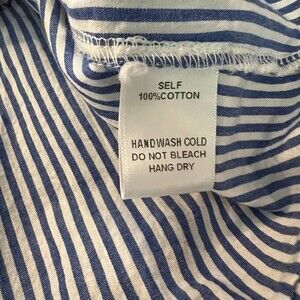 SELF
100%COTTON
HANDWASH COLD
DO NOT BLEACH
HANG DRY